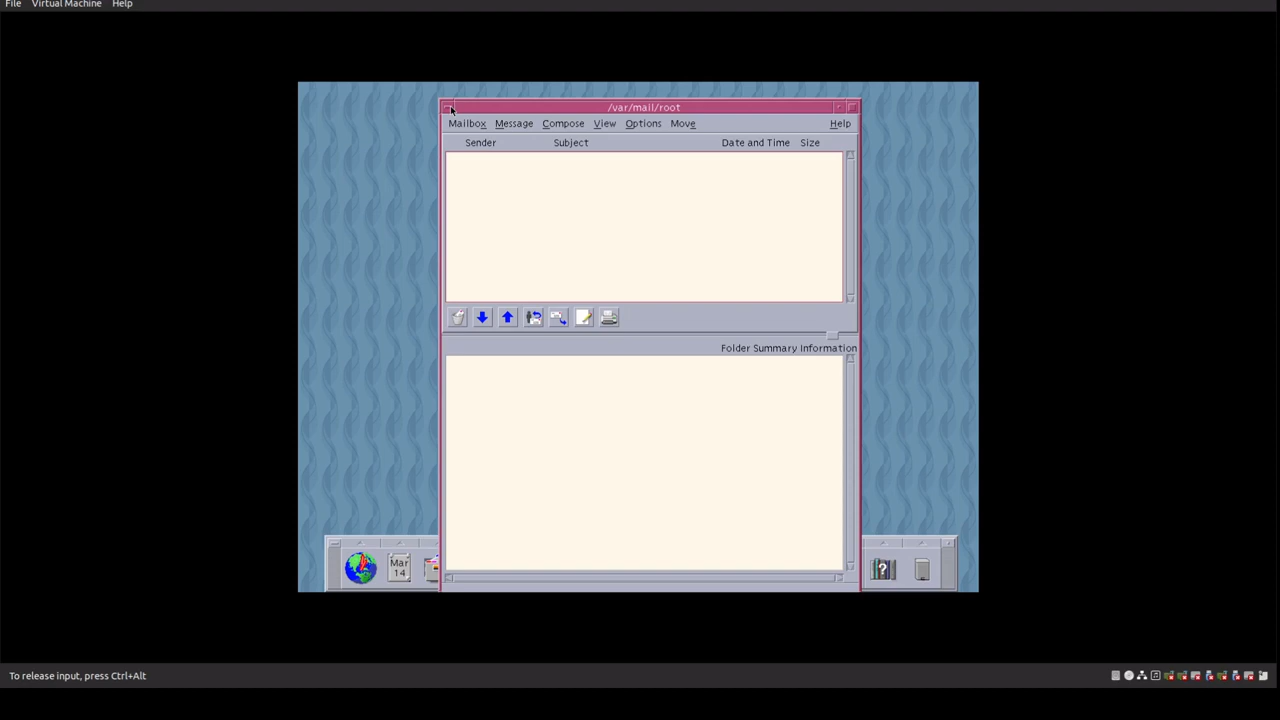 File Virtual Machine Help
/var/mail/root
Mailbox Message Compose View Options Move Help
Sender Subject Date and Time Size
Folder Summary Information
Mar
14
?
To release input, press Ctrl+Alt